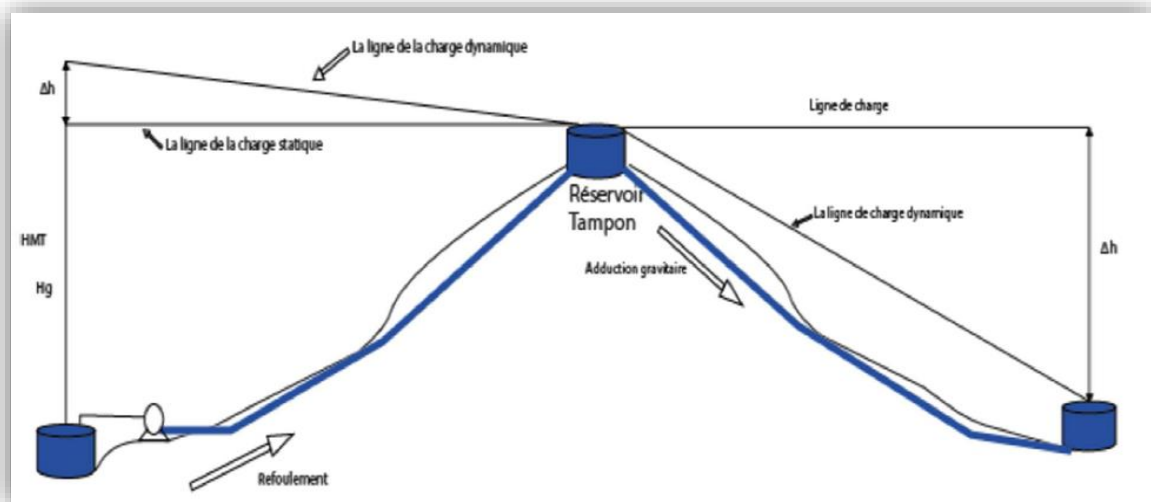 La ligne de la charge dynamique
Δh
La ligne de la charge statique
Ligne de charge
Réservoir
Tampon
La ligne de charge dynamique
HMT
Hg
Adduction gravitaire
Δh
Refoulement